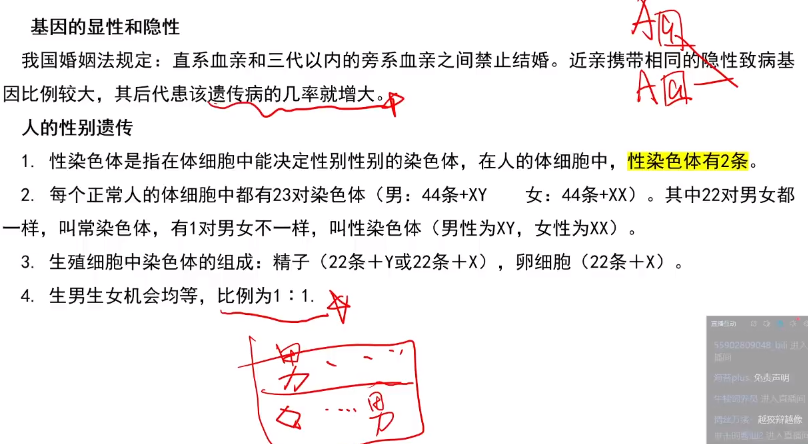 基因的显性和隐性
A a
我国婚姻法规定：直系血亲和三代以内的旁系血亲之间禁止结婚。近亲携带相同的隐性致病基
A a
因比例较大，其后代患该遗传病的几率就增大。
人的性别遗传
1. 性染色体是指在体细胞中能决定性别性别的染色体，在人的体细胞中，性染色体有2条。
2. 每个正常人的体细胞中都有23对染色体（男：44条+XY 女：44条+XX）。其中22对男女都
一样，叫常染色体，有1对男女不一样，叫性染色体（男性为XY，女性为XX）。
3. 生殖细胞中染色体的组成：精子（22条＋Y或22条＋X），卵细胞（22条＋X）。
4. 生男生女机会均等，比例为1∶1.
男
女 ···· 男
直播互动
进入
播间
plus 免责声明
进入直播间
越描越像